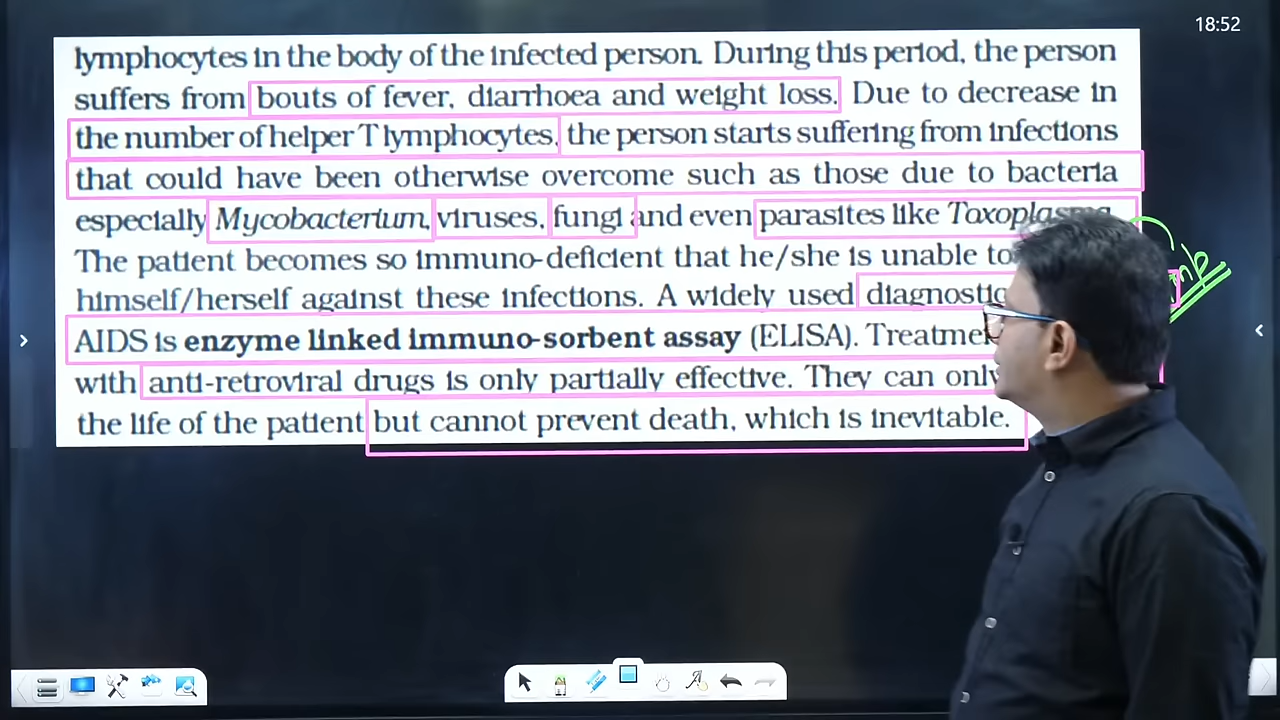 18:52
lymphocytes in the body of the infected person. During this period, the person
suffers from bouts of fever, diarrhoea and weight loss. Due to decrease in
the number of helper T lymphocytes, the person starts suffering from infections
that could have been otherwise overcome such as those due to bacteria
especially Mycobacterium, viruses, fungi and even parasites like Toxoplasma.
The patient becomes so immuno-deficient that he/she is unable to
himself/herself against these infections. A widely used diagnostic
AIDS is enzyme linked immuno-sorbent assay (ELISA). Treatmen
with anti-retroviral drugs is only partially effective. They can only
the life of the patient but cannot prevent death, which is inevitable.